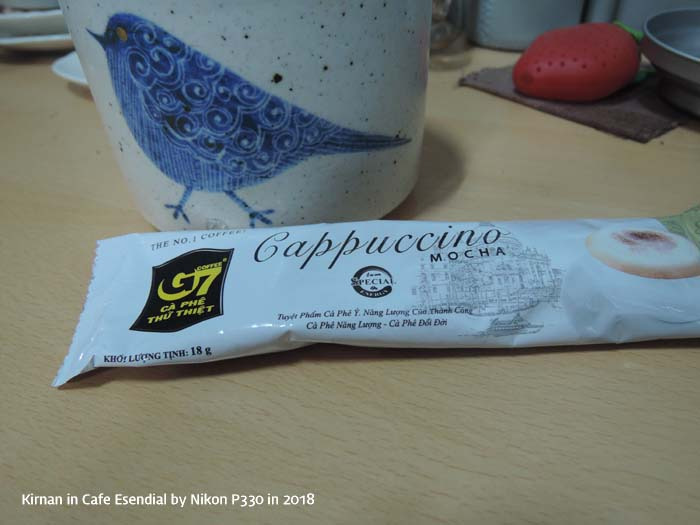 THE NO.1 COFFEE
COFFEE
G7
CÀ PHÊ
THỨ THIỆT
Cappuccino
MOCHA
SPECIAL
ENERGY
Tuyệt Phẩm Cà Phê Ý. Năng Lượng Của Thành Công
Cà Phê Năng Lượng - Cà Phê Đổi Đời
KHỐI LƯỢNG TỊNH: 18 g
Kirnan in Cafe Esendial by Nikon P330 in 2018